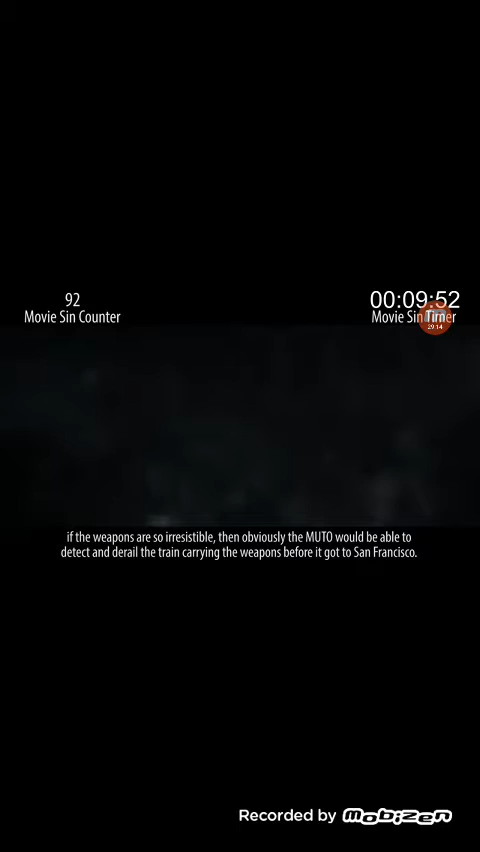 92
00:09:52
Movie Sin Counter
Movie Sin Timer
29:14
if the weapons are so irresistible, then obviously the MUTO would be able to
detect and derail the train carrying the weapons before it got to San Francisco.
Recorded by Mobizen